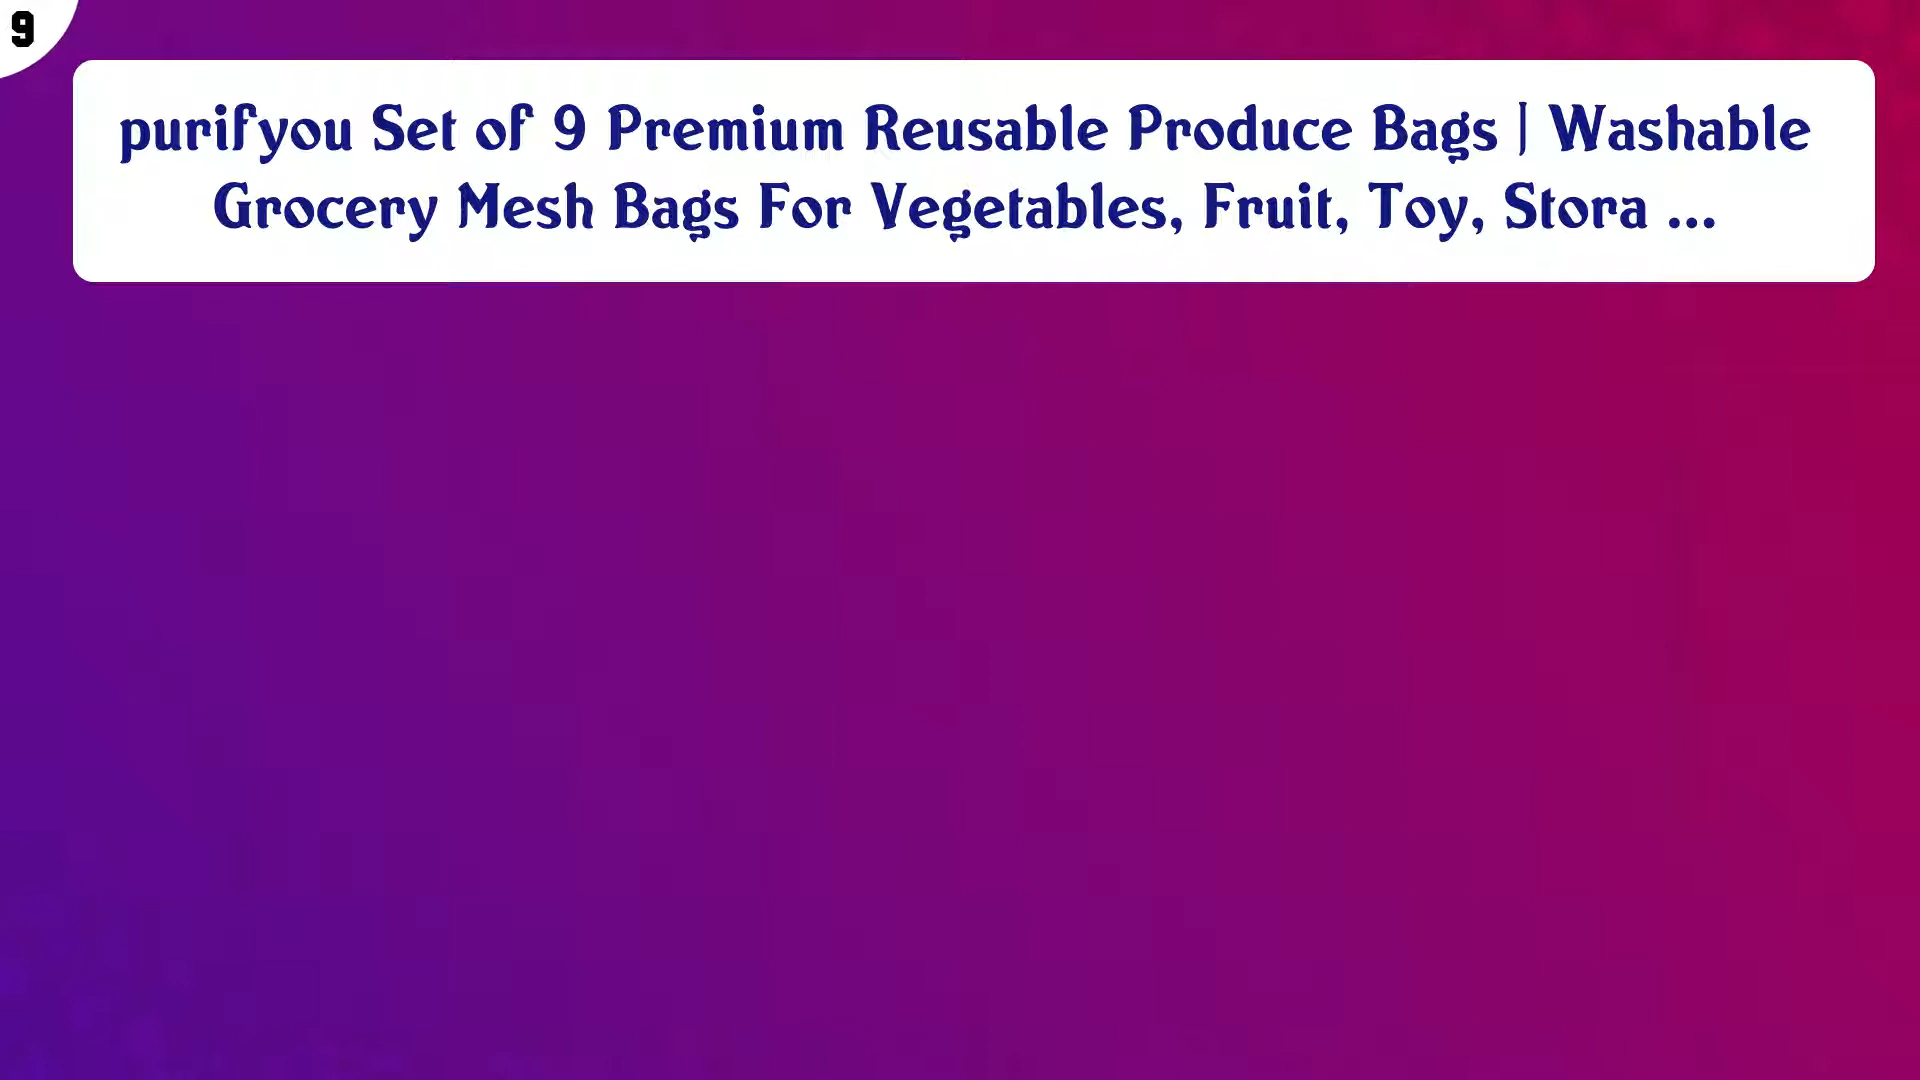 9
purifyou Set of 9 Premium Reusable Produce Bags | Washable
Grocery Mesh Bags For Vegetables, Fruit, Toy, Stora ...